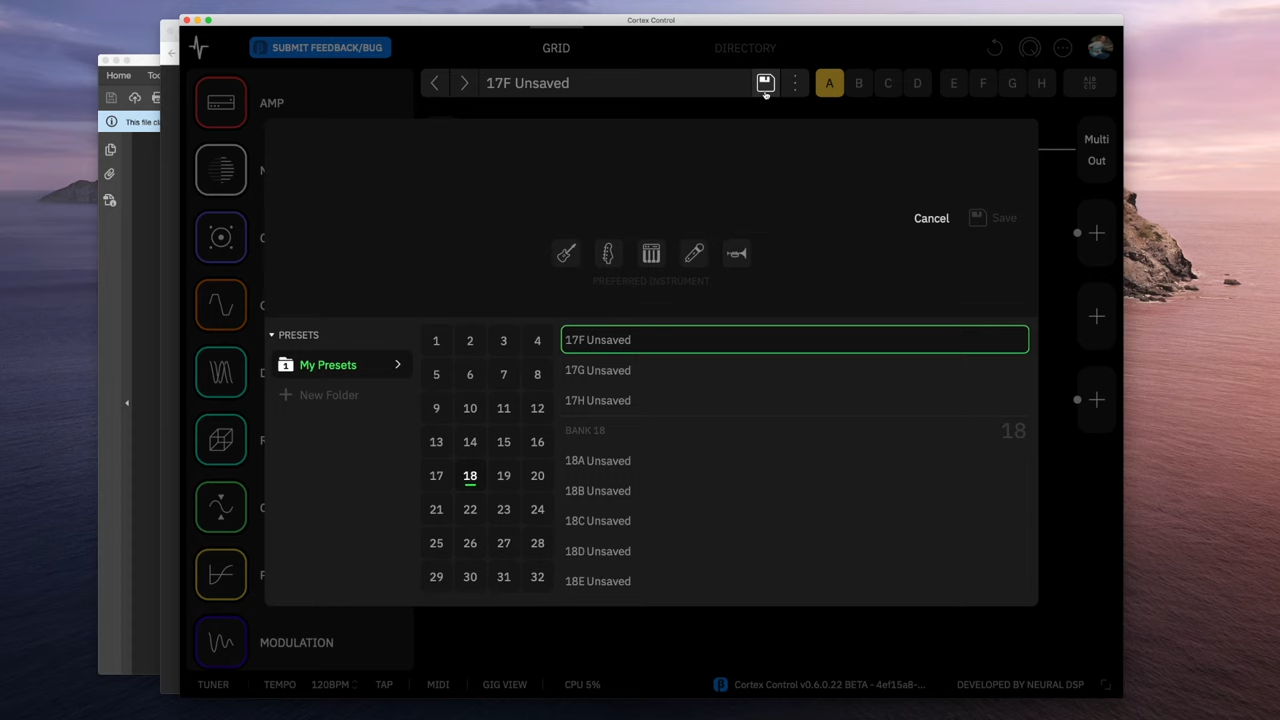 Cortex Control
SUBMIT FEEDBACK/BUG
GRID
DIRECTORY
Home
17F Unsaved
A B C D E F G H
AMP
This file
Multi
Out
Cancel
Save
PREFERRED INSTRUMENT
PRESETS
My Presets
New Folder
1 2 3 4
5 6 7 8
9 10 11 12
13 14 15 16
17 18 19 20
21 22 23 24
25 26 27 28
29 30 31 32
17F Unsaved
17G Unsaved
17H Unsaved
BANK 18
18
18A Unsaved
18B Unsaved
18C Unsaved
18D Unsaved
18E Unsaved
MODULATION
TUNER
TEMPO
120BPM
TAP
MIDI
GIG VIEW
CPU 5%
Cortex Control v0.6.0.22 BETA - 4ef15a8-...
DEVELOPED BY NEURAL DSP